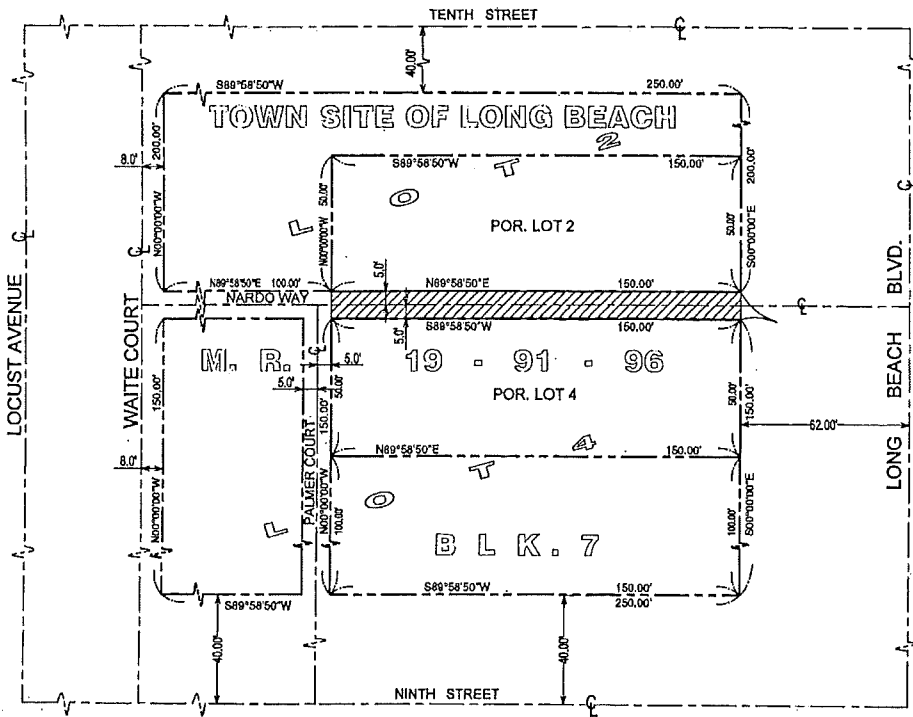 TENTH STREET
℄
40.00'
S89°58'50"W
250.00'
TOWN SITE OF LONG BEACH
8.0'
200.00'
N00°00'00"W
℄
S89°58'50"W
150.00'
200.00'
LOT 2
50.00'
N00°00'00"W
POR. LOT 2
50.00'
S00°00'00"E
℄
LOCUST AVENUE
℄
WAITE COURT
℄
LONG BEACH BLVD.
N89°58'50"E 100.00'
5.0'
N89°58'50"E
150.00'
NARDO WAY
℄
S89°58'50"W
150.00'
5.0'
M. R. 19 - 91 - 96
℄
5.0'
5.0'
50.00'
POR. LOT 4
50.00'
150.00'
150.00'
150.00'
62.00'
8.0'
N00°00'00"W
PALMER COURT
N00°00'00"W
100.00'
N89°58'50"E
150.00'
LOT 4
100.00'
S00°00'00"E
BLK. 7
S89°58'50"W
S89°58'50"W
150.00'
250.00'
40.00'
40.00'
NINTH STREET
℄